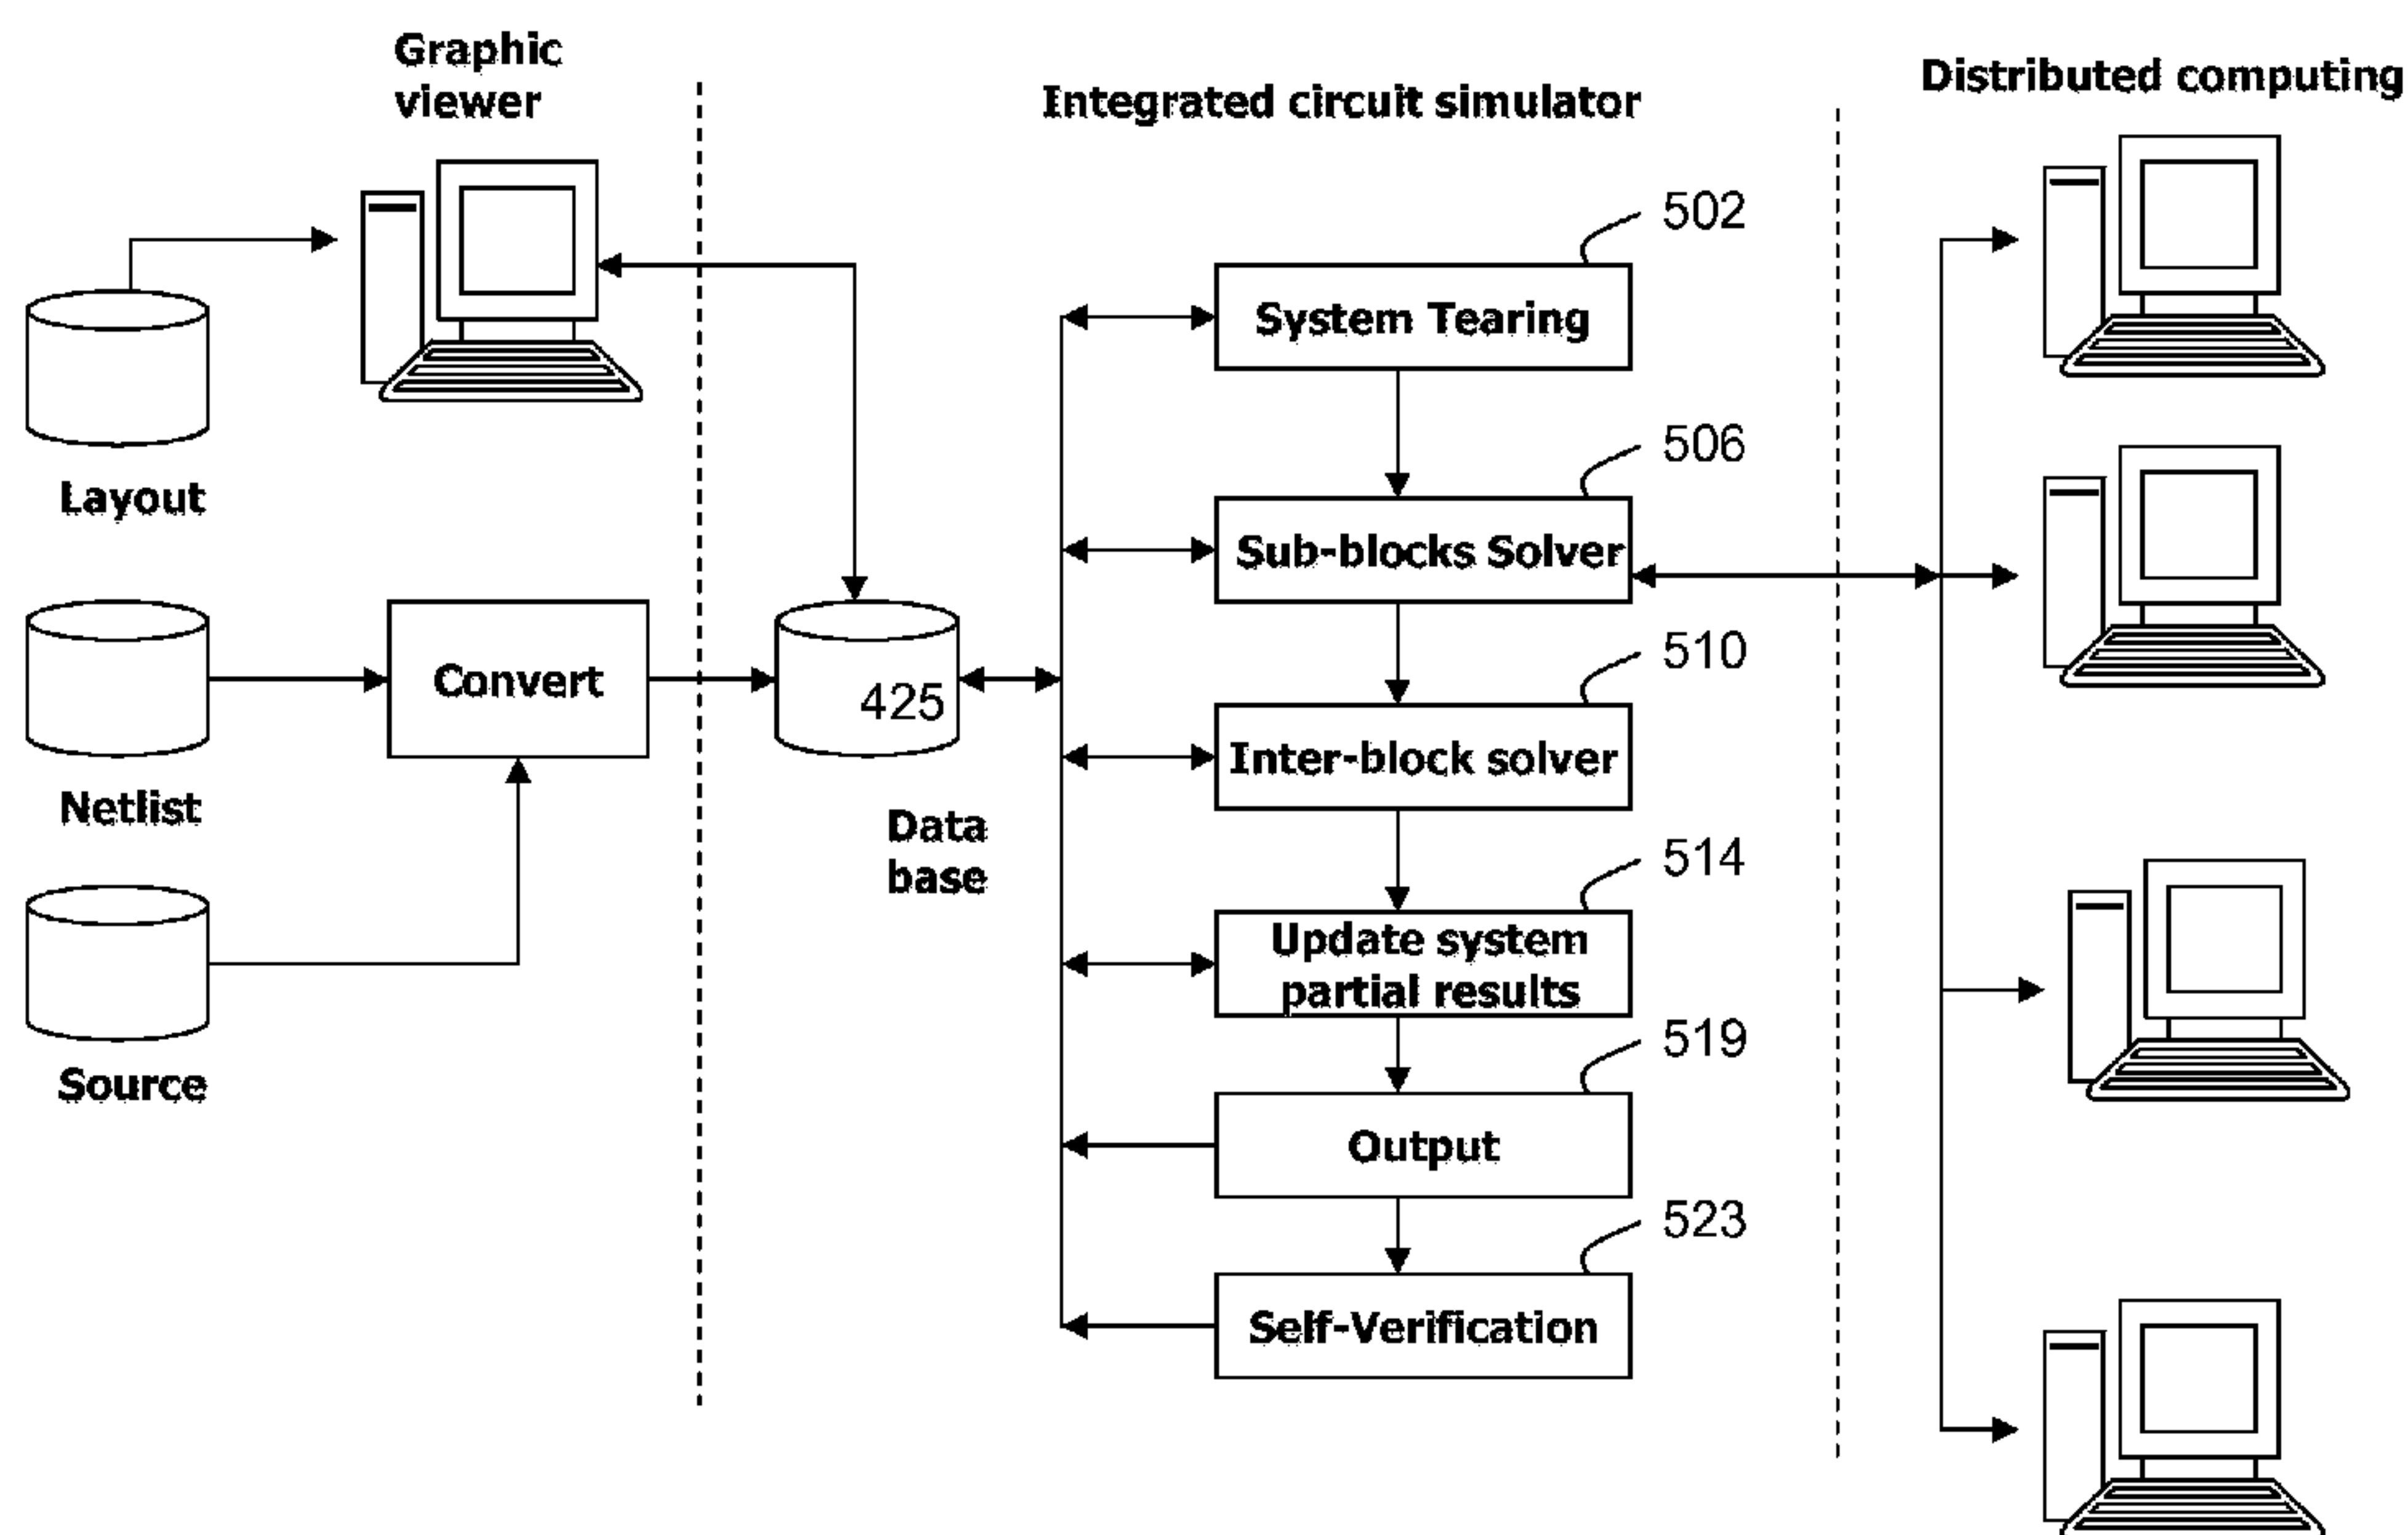 Graphic
viewer
Integrated circuit simulator
Distributed computing
502
System Tearing
506
Layout
Sub-blocks Solver
510
Convert
425
Inter-block solver
Netlist
Data
base
514
Update system
partial results
519
Source
Output
523
Self-Verification